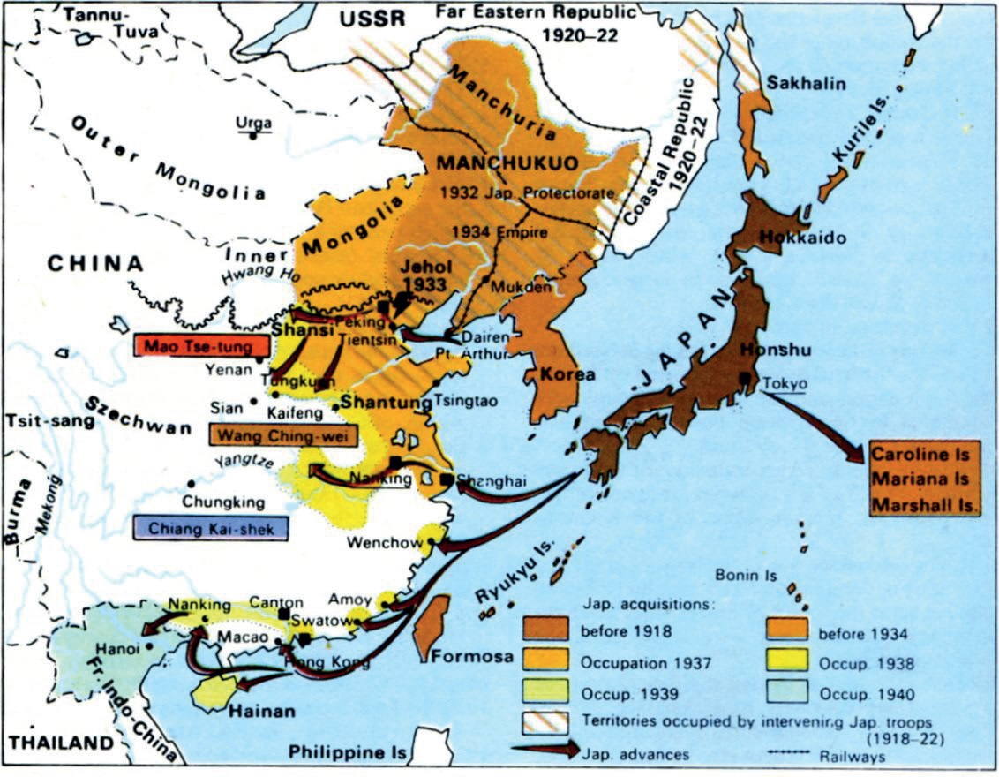 Tannu-
Tuva
USSR
Far Eastern Republic
1920–22
Sakhalin
Kurile Is.
Urga
Outer Mongolia
Manchuria
MANCHUKUO
1932 Jap. Protectorate
1934 Empire
Coastal Republic
1920–22
Hokkaido
CHINA
Inner Mongolia
Hwang Ho
Jehol
1933
Mukden
JAPAN
Shansi
Peking
Tientsin
Dairen
Pt. Arthur
Honshu
Tokyo
Korea
Mao Tse-tung
Yenan
Tungkuan
Sian
Kaifeng
Shantung
Tsingtao
Tsit-sang
Szechwan
Wang Ching-wei
Yangtze
Nanking
Shanghai
Caroline Is
Mariana Is
Marshall Is.
Burma
Mekong
Chungking
Chiang Kai-shek
Wenchow
Ryukyu Is.
Bonin Is
Nanking
Canton
Amoy
Swatow
Macao
Hong Kong
Hanoi
Fr. Indo-China
Hainan
Formosa
THAILAND
Philippine Is
Jap. acquisitions:
before 1918
before 1934
Occupation 1937
Occup. 1938
Occup. 1939
Occup. 1940
Territories occupied by intervening Jap. troops
(1918–22)
Jap. advances
Railways